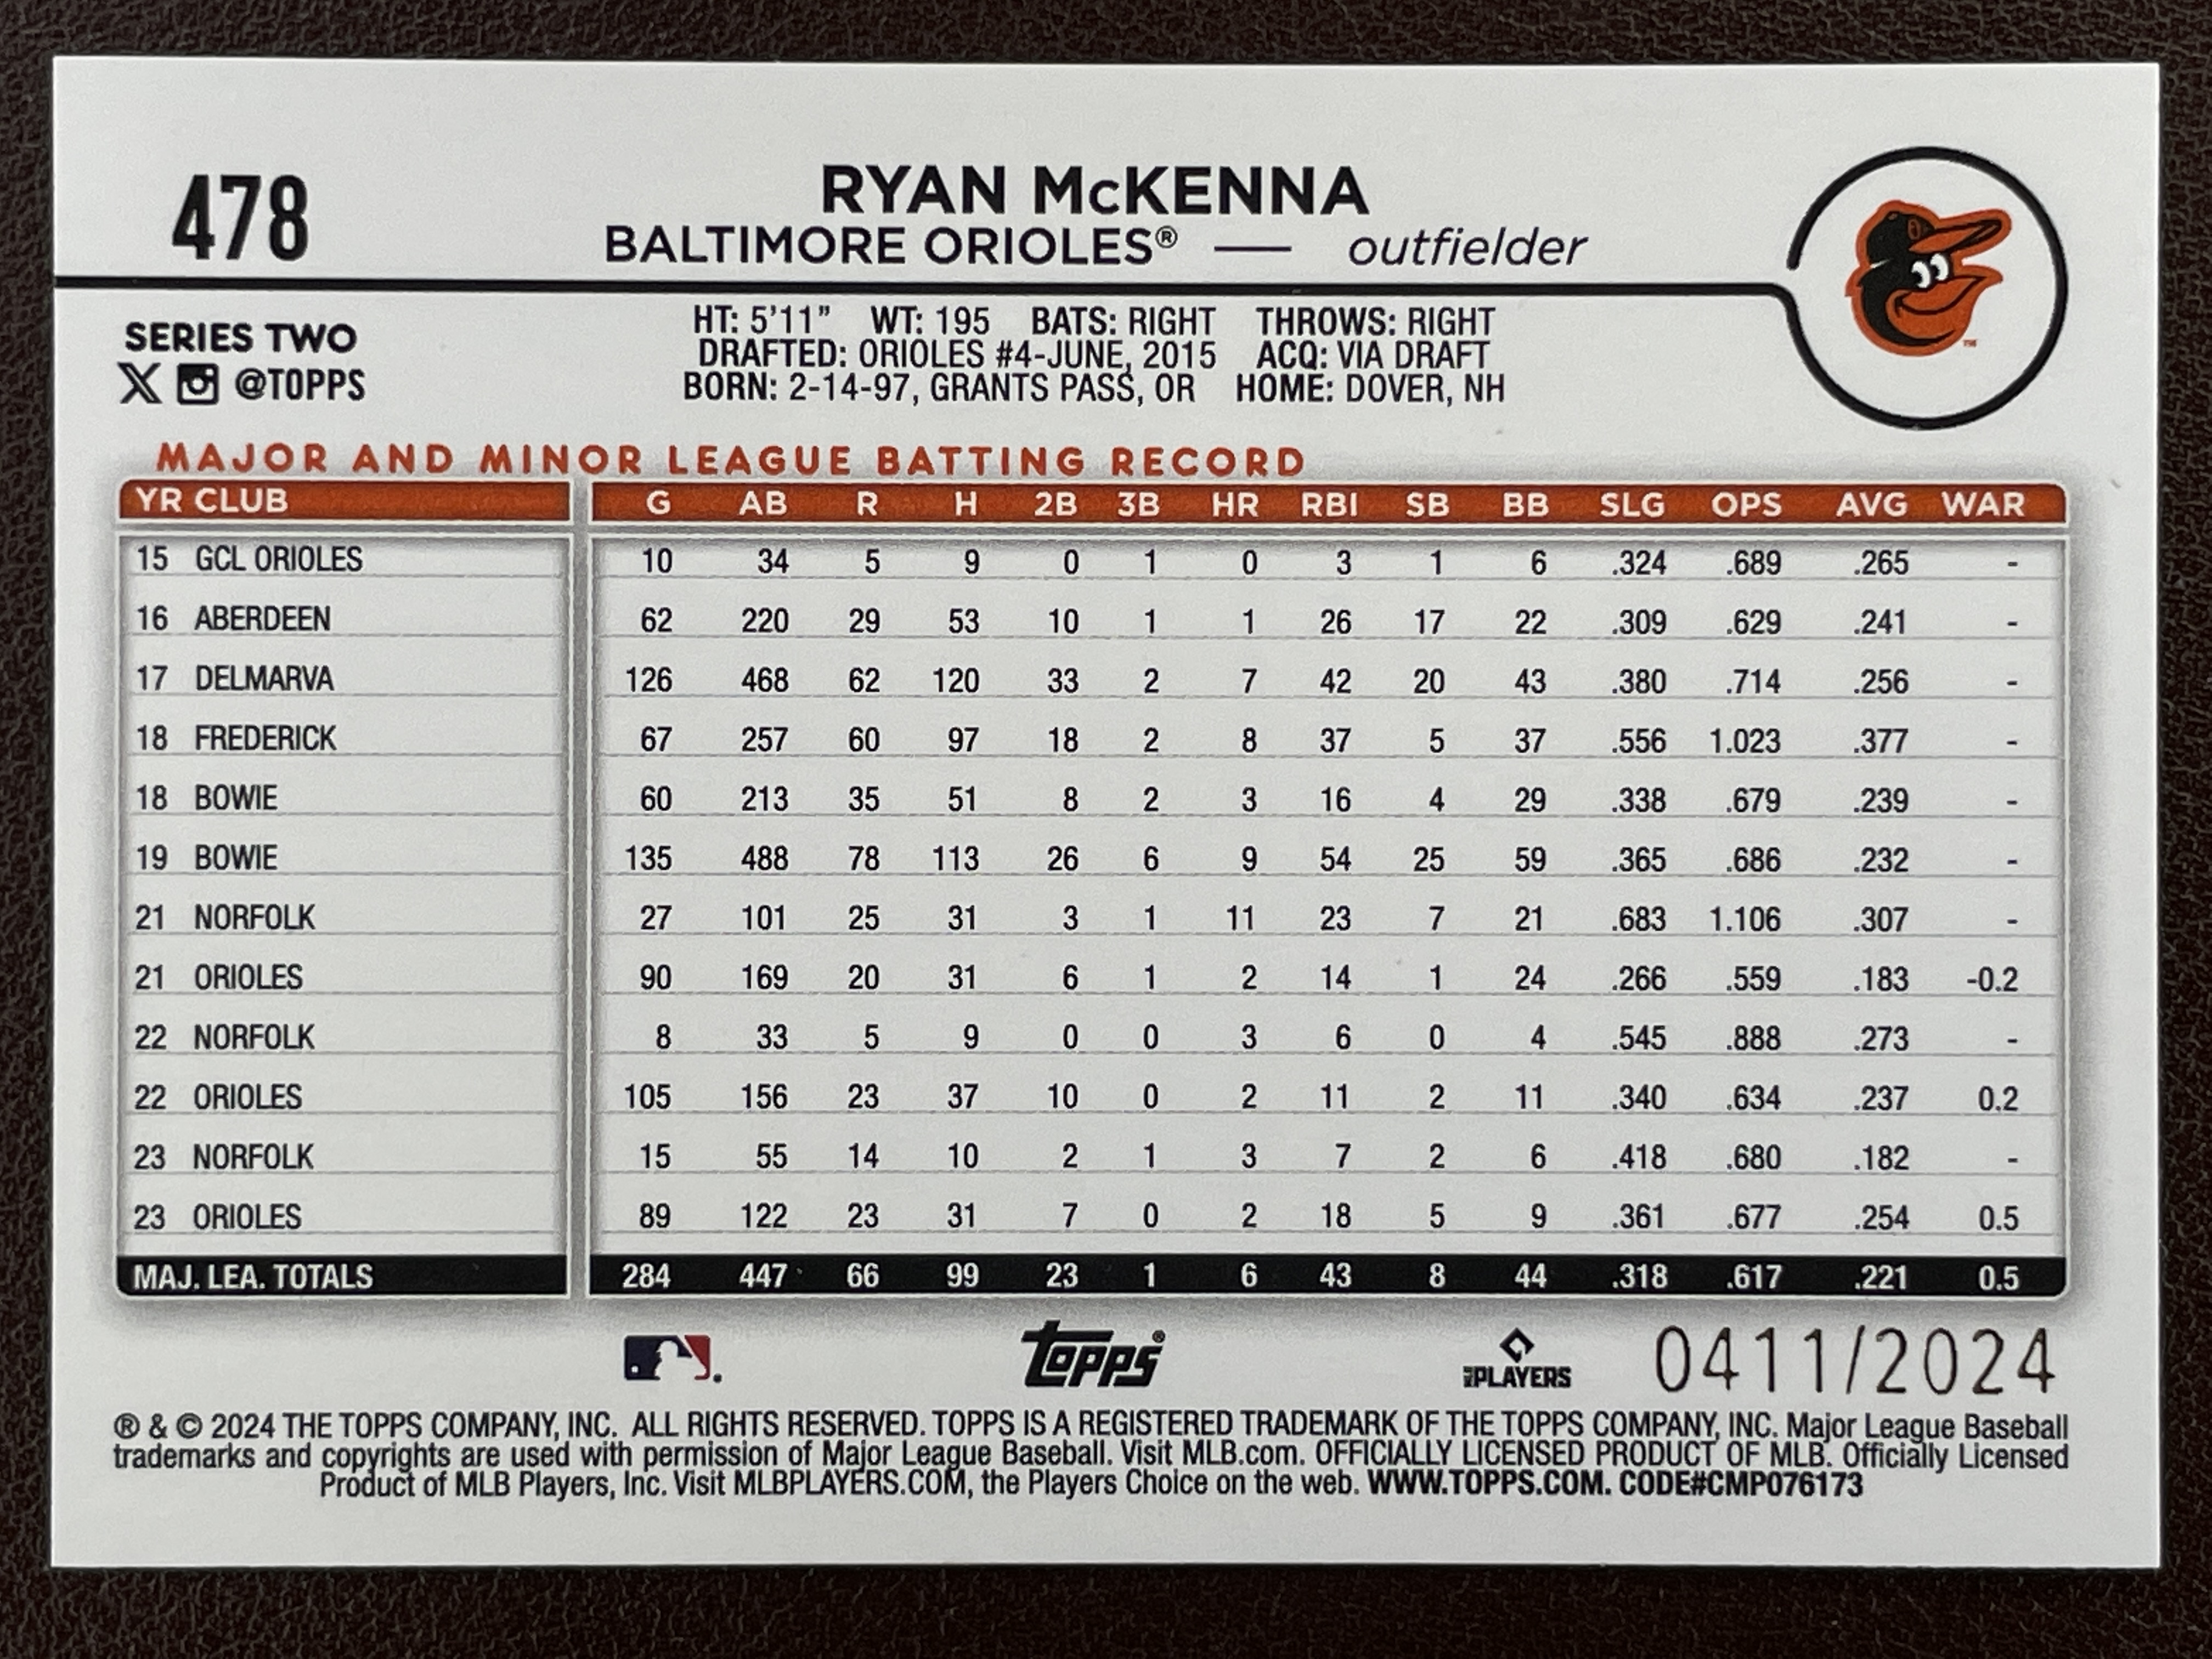 478
RYAN McKENNA
BALTIMORE ORIOLES® — outfielder
SERIES TWO
X @TOPPS
HT: 5'11” WT: 195 BATS: RIGHT THROWS: RIGHT
DRAFTED: ORIOLES #4-JUNE, 2015 ACQ: VIA DRAFT
BORN: 2-14-97, GRANTS PASS, OR HOME: DOVER, NH
MAJOR AND MINOR LEAGUE BATTING RECORD
YR CLUB G AB R H 2B 3B HR RBI SB BB SLG OPS AVG WAR
15 GCL ORIOLES 10 34 5 9 0 1 0 3 1 6 .324 .689 .265 -
16 ABERDEEN 62 220 29 53 10 1 1 26 17 22 .309 .629 .241 -
17 DELMARVA 126 468 62 120 33 2 7 42 20 43 .380 .714 .256 -
18 FREDERICK 67 257 60 97 18 2 8 37 5 37 .556 1.023 .377 -
18 BOWIE 60 213 35 51 8 2 3 16 4 29 .338 .679 .239 -
19 BOWIE 135 488 78 113 26 6 9 54 25 59 .365 .686 .232 -
21 NORFOLK 27 101 25 31 3 1 11 23 7 21 .683 1.106 .307 -
21 ORIOLES 90 169 20 31 6 1 2 14 1 24 .266 .559 .183 -0.2
22 NORFOLK 8 33 5 9 0 0 3 6 0 4 .545 .888 .273 -
22 ORIOLES 105 156 23 37 10 0 2 11 2 11 .340 .634 .237 0.2
23 NORFOLK 15 55 14 10 2 1 3 7 2 6 .418 .680 .182 -
23 ORIOLES 89 122 23 31 7 0 2 18 5 9 .361 .677 .254 0.5
MAJ. LEA. TOTALS 284 447 66 99 23 1 6 43 8 44 .318 .617 .221 0.5
topps® PLAYERS 0411/2024
® & © 2024 THE TOPPS COMPANY, INC. ALL RIGHTS RESERVED. TOPPS IS A REGISTERED TRADEMARK OF THE TOPPS COMPANY, INC. Major League Baseball
trademarks and copyrights are used with permission of Major League Baseball. Visit MLB.com. OFFICIALLY LICENSED PRODUCT OF MLB. Officially Licensed
Product of MLB Players, Inc. Visit MLBPLAYERS.COM, the Players Choice on the web. WWW.TOPPS.COM. CODE#CMP076173